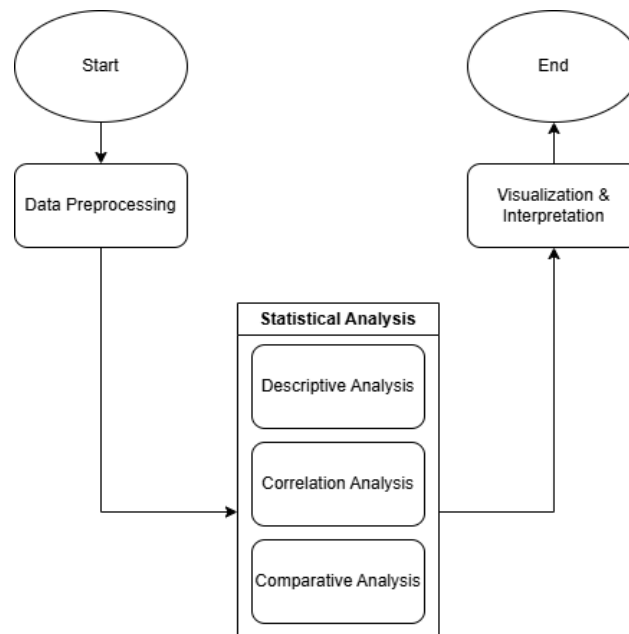 Start
Data Preprocessing
Statistical Analysis
Descriptive Analysis
Correlation Analysis
Comparative Analysis
Visualization &
Interpretation
End